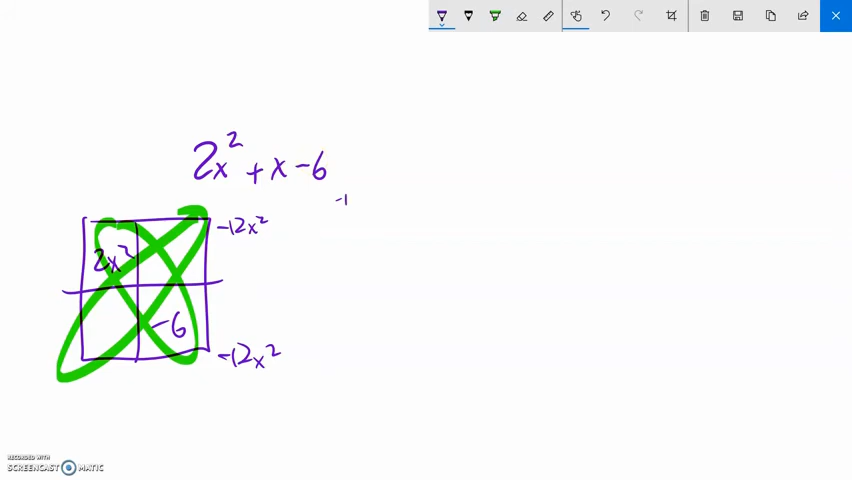 2x² + x - 6
-1
-12x²
2x²
-6
-12x²
RECORDED WITH
SCREENCAST MATIC